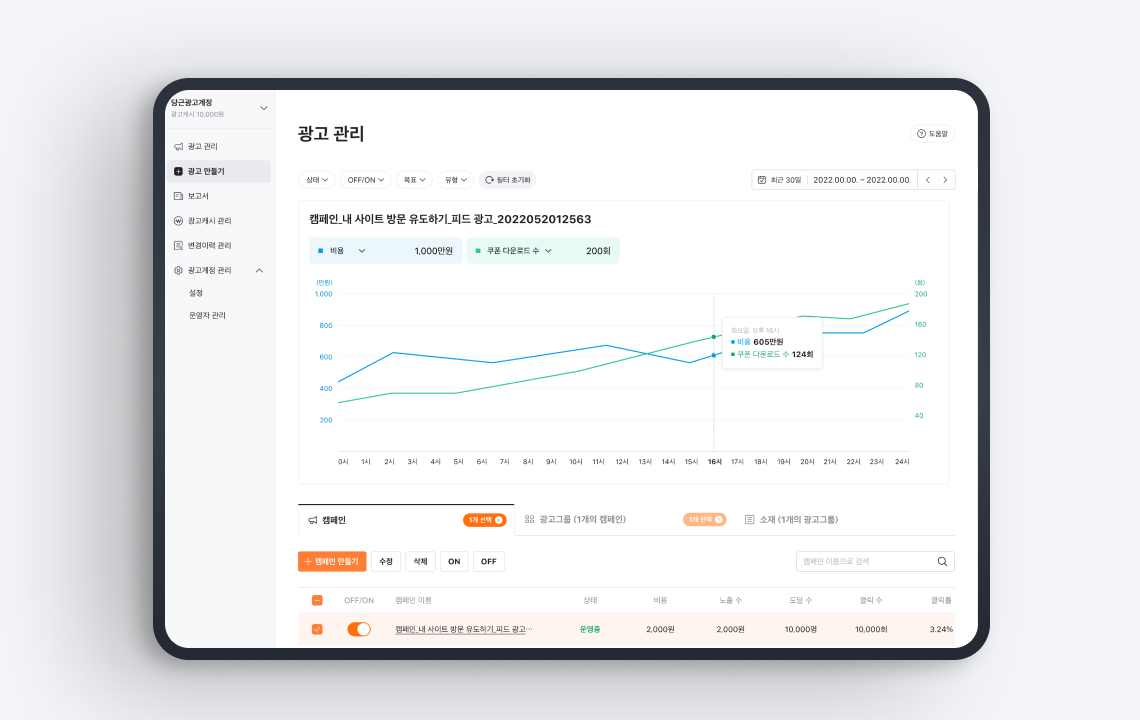 당근광고계정
광고캐시 10,000원
광고 관리
광고 만들기
보고서
광고캐시 관리
변경이력 관리
광고계정 관리
설정
운영자 관리
광고 관리
도움말
상태
OFF/ON
목표
유형
필터 초기화
최근 30일
2022.00.00. ~ 2022.00.00.
캠페인_내 사이트 방문 유도하기_피드 광고_2022052012563
비용 1,000만원
쿠폰 다운로드 수 200회
(만원)
1,000
800
600
400
200
(회)
200
160
120
80
40
화요일, 오후 16시
비용 605만원
쿠폰 다운로드 수 124회
0시 1시 2시 3시 4시 5시 6시 7시 8시 9시 10시 11시 12시 13시 14시 15시 16시 17시 18시 19시 20시 21시 22시 23시 24시
캠페인
1개 선택
광고그룹 (1개의 캠페인)
1개 선택
소재 (1개의 광고그룹)
캠페인 만들기
수정
삭제
ON
OFF
캠페인 이름으로 검색
OFF/ON 캠페인 이름 상태 비용 노출 수 도달 수 클릭 수 클릭률
캠페인_내 사이트 방문 유도하기_피드 광고… 운영중 2,000원 2,000원 10,000명 10,000회 3.24%